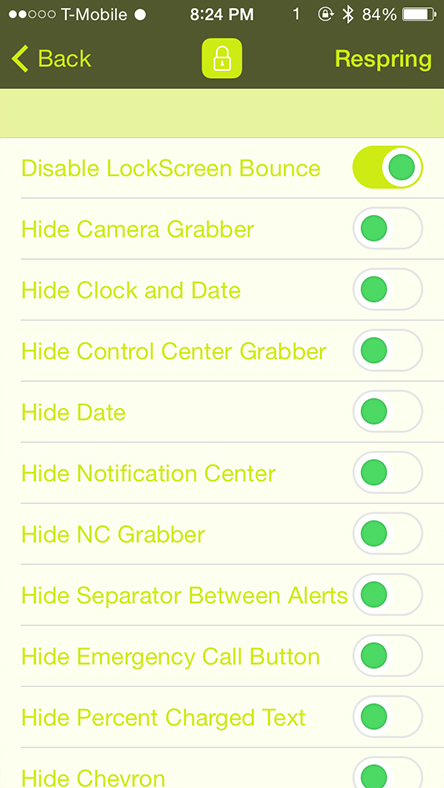 T-Mobile 8:24 PM 1 84%
Back Respring
Disable LockScreen Bounce
Hide Camera Grabber
Hide Clock and Date
Hide Control Center Grabber
Hide Date
Hide Notification Center
Hide NC Grabber
Hide Separator Between Alerts
Hide Emergency Call Button
Hide Percent Charged Text
Hide Chevron